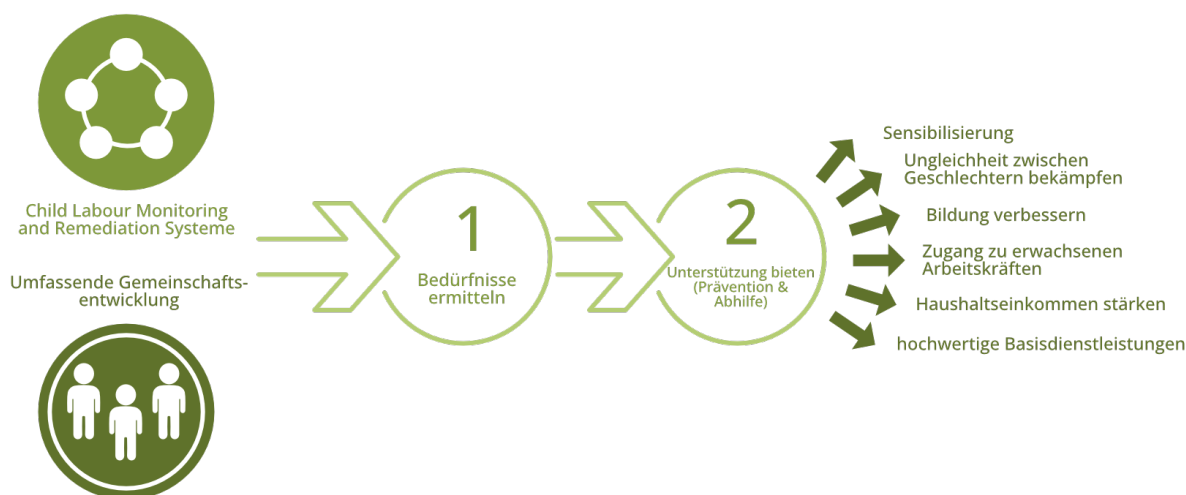 Child Labour Monitoring
and Remediation Systeme
Umfassende Gemeinschafts-
entwicklung
1
Bedürfnisse
ermitteln
2
Unterstützung bieten
(Prävention &
Abhilfe)
Sensibilisierung
Ungleichheit zwischen
Geschlechtern bekämpfen
Bildung verbessern
Zugang zu erwachsenen
Arbeitskräften
Haushaltseinkommen stärken
hochwertige Basisdienstleistungen